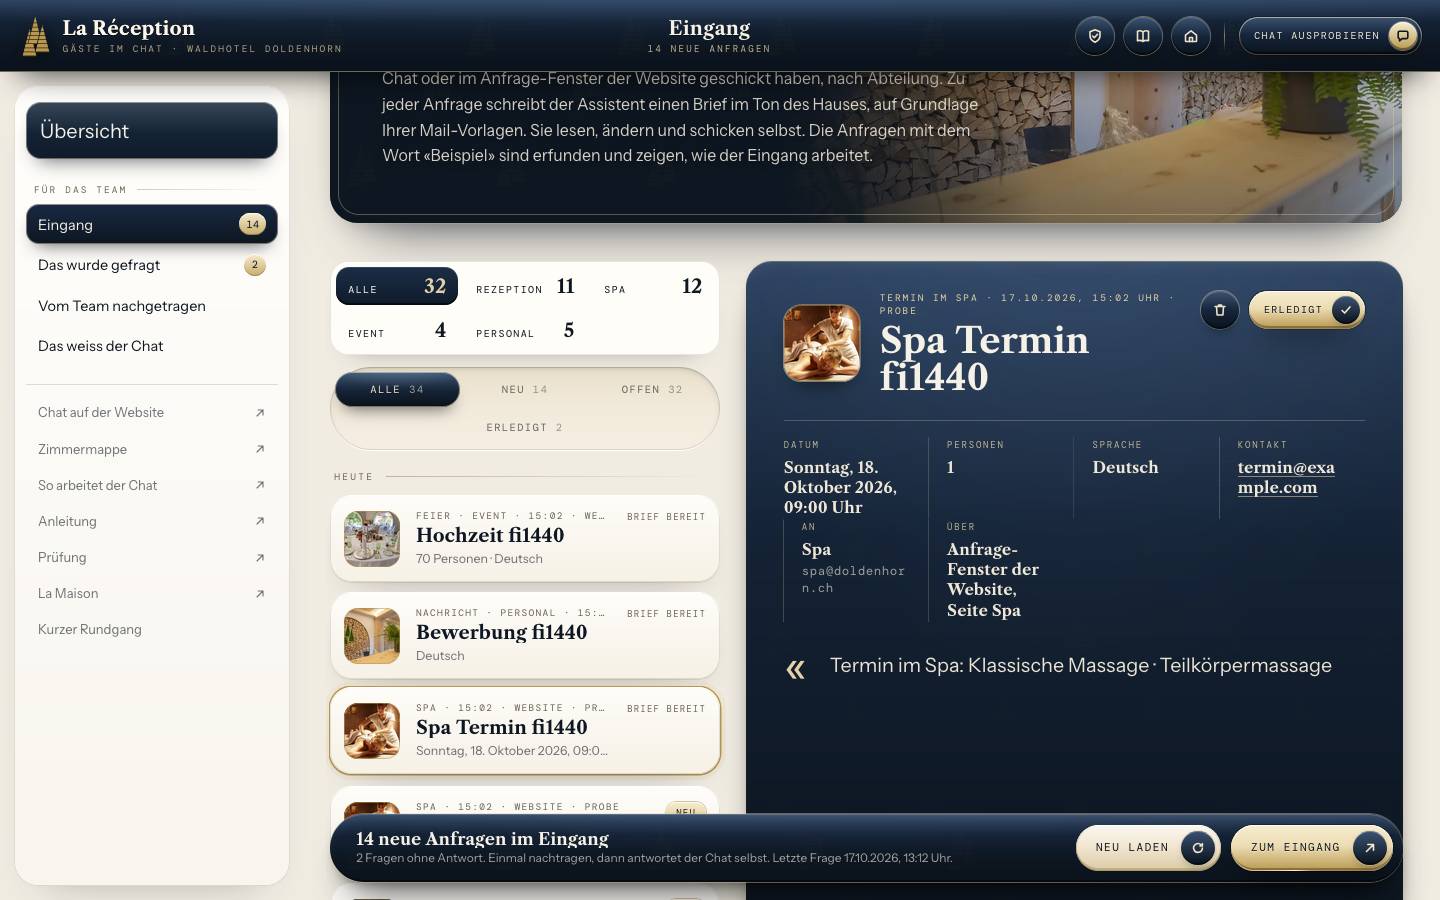 La Réception
GÄSTE IM CHAT · WALDHOTEL DOLDENHORN
Eingang
14 NEUE ANFRAGEN
CHAT AUSPROBIEREN
Übersicht
FÜR DAS TEAM
Eingang 14
Das wurde gefragt 2
Vom Team nachgetragen
Das weiss der Chat
Chat auf der Website
Zimmermappe
So arbeitet der Chat
Anleitung
Prüfung
La Maison
Kurzer Rundgang
Chat oder im Anfrage-Fenster der Website geschickt haben, nach Abteilung. Zu
jeder Anfrage schreibt der Assistent einen Brief im Ton des Hauses, auf Grundlage
Ihrer Mail-Vorlagen. Sie lesen, ändern und schicken selbst. Die Anfragen mit dem
Wort «Beispiel» sind erfunden und zeigen, wie der Eingang arbeitet.
ALLE 32 REZEPTION 11 SPA 12
EVENT 4 PERSONAL 5
ALLE 34 NEU 14 OFFEN 32
ERLEDIGT 2
HEUTE
FEIER · EVENT · 15:02 · WE… BRIEF BEREIT
Hochzeit fi1440
70 Personen · Deutsch
NACHRICHT · PERSONAL · 15:… BRIEF BEREIT
Bewerbung fi1440
Deutsch
SPA · 15:02 · WEBSITE · PR… BRIEF BEREIT
Spa Termin fi1440
Sonntag, 18. Oktober 2026, 09:0…
SPA · 15:02 · WEBSITE · PROBE NEU
TERMIN IM SPA · 17.10.2026, 15:02 UHR ·
PROBE
Spa Termin
fi1440
ERLEDIGT
DATUM
Sonntag, 18.
Oktober 2026,
09:00 Uhr
PERSONEN
1
SPRACHE
Deutsch
KONTAKT
termin@exa
mple.com
AN
Spa
spa@doldenhor
n.ch
ÜBER
Anfrage-
Fenster der
Website,
Seite Spa
« Termin im Spa: Klassische Massage · Teilkörpermassage
14 neue Anfragen im Eingang
2 Fragen ohne Antwort. Einmal nachtragen, dann antwortet der Chat selbst. Letzte Frage 17.10.2026, 13:12 Uhr.
NEU LADEN
ZUM EINGANG